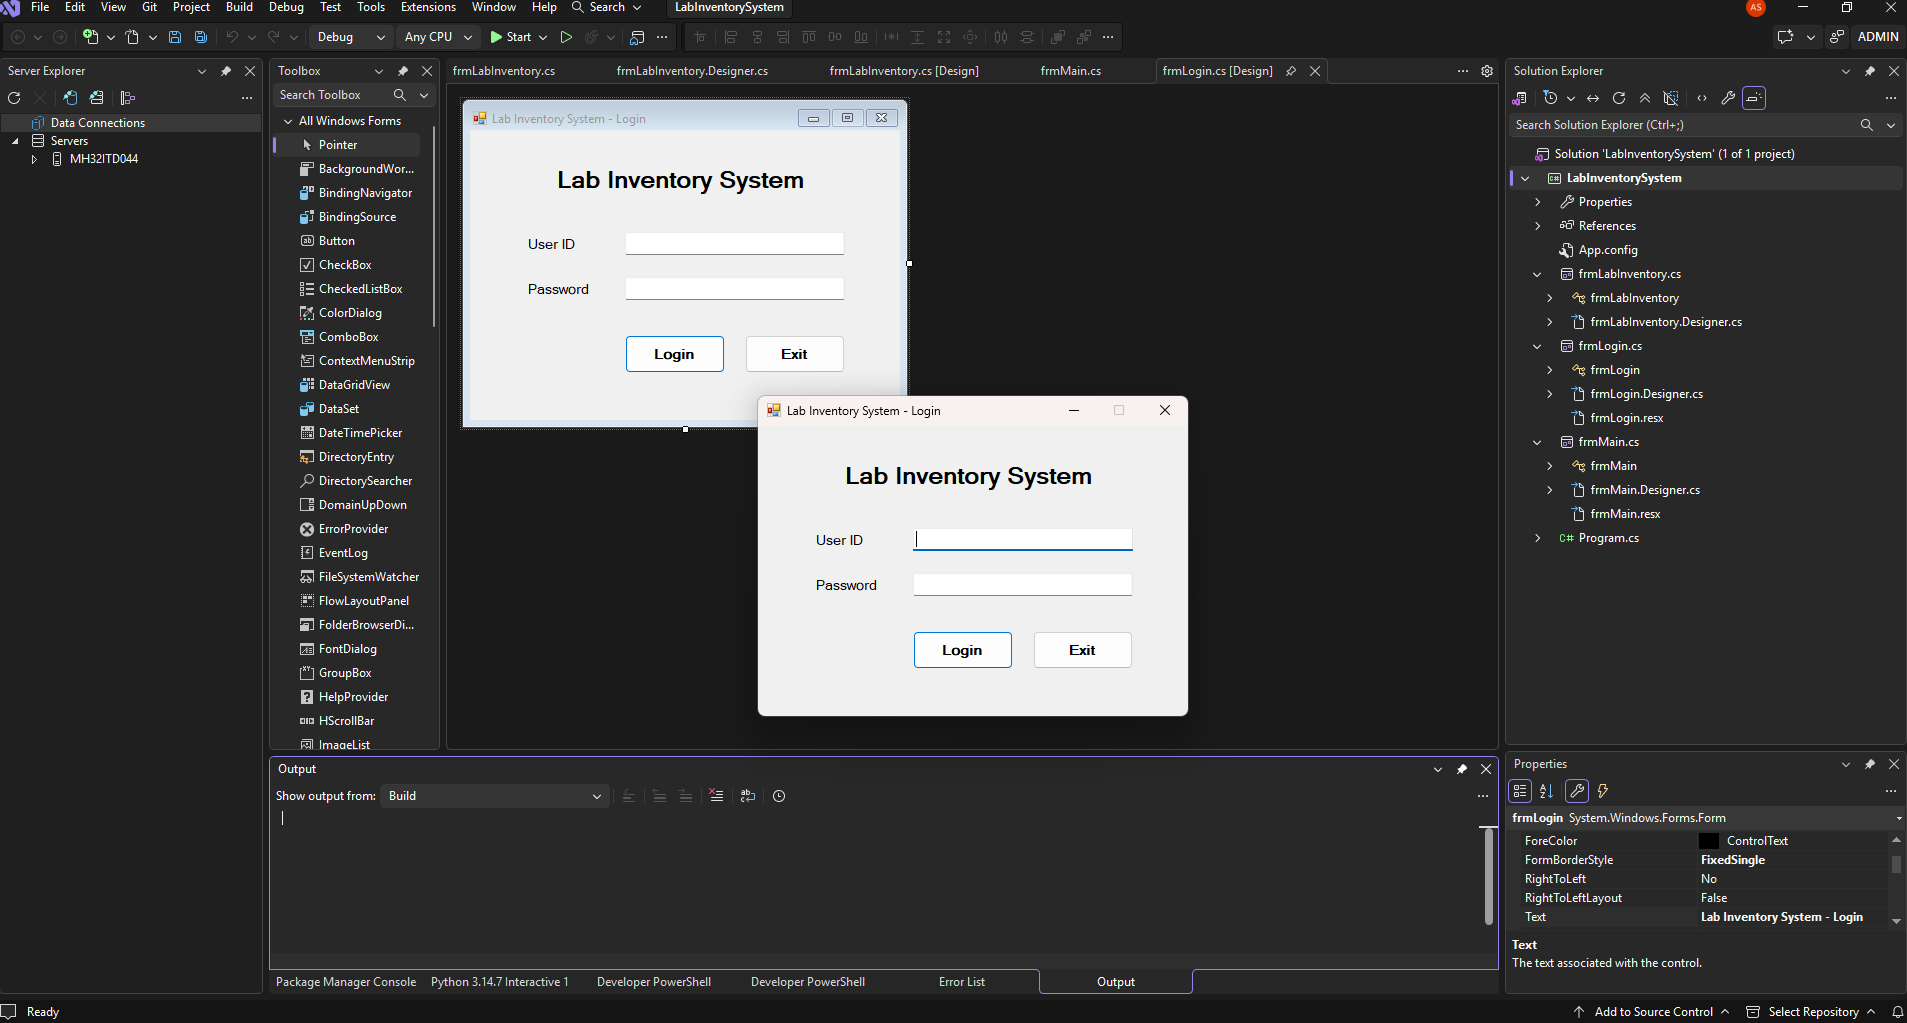 File Edit View Git Project Build Debug Test Tools Extensions Window Help Search LabInventorySystem AS
Debug Any CPU Start ADMIN
Server Explorer
Data Connections
Servers
MH32ITD044
Toolbox
Search Toolbox
All Windows Forms
Pointer
BackgroundWor...
BindingNavigator
BindingSource
Button
CheckBox
CheckedListBox
ColorDialog
ComboBox
ContextMenuStrip
DataGridView
DataSet
DateTimePicker
DirectoryEntry
DirectorySearcher
DomainUpDown
ErrorProvider
EventLog
FileSystemWatcher
FlowLayoutPanel
FolderBrowserDi...
FontDialog
GroupBox
HelpProvider
HScrollBar
ImageList
frmLabInventory.cs frmLabInventory.Designer.cs frmLabInventory.cs [Design] frmMain.cs frmLogin.cs [Design]
Lab Inventory System - Login
Lab Inventory System
User ID
Password
Login Exit
Lab Inventory System - Login
Lab Inventory System
User ID
Password
Login Exit
Output
Show output from: Build
Package Manager Console Python 3.14.7 Interactive 1 Developer PowerShell Developer PowerShell Error List Output
Solution Explorer
Search Solution Explorer (Ctrl+;)
Solution 'LabInventorySystem' (1 of 1 project)
LabInventorySystem
Properties
References
App.config
frmLabInventory.cs
frmLabInventory
frmLabInventory.Designer.cs
frmLogin.cs
frmLogin
frmLogin.Designer.cs
frmLogin.resx
frmMain.cs
frmMain
frmMain.Designer.cs
frmMain.resx
C# Program.cs
Properties
frmLogin System.Windows.Forms.Form
ForeColor ControlText
FormBorderStyle FixedSingle
RightToLeft No
RightToLeftLayout False
Text Lab Inventory System - Login
Text
The text associated with the control.
Ready Add to Source Control Select Repository